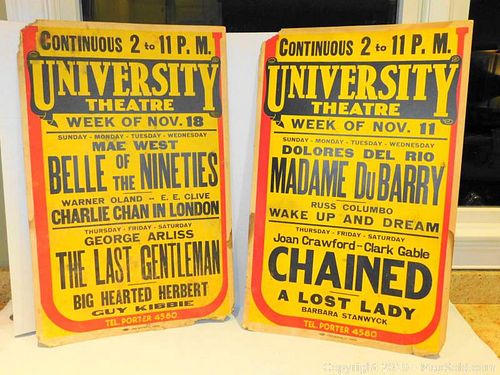 CONTINUOUS 2 to 11 P. M.
UNIVERSITY
THEATRE
WEEK OF NOV. 18
SUNDAY - MONDAY - TUESDAY - WEDNESDAY
MAE WEST
BELLE OF THE NINETIES
WARNER OLAND -- E. E. CLIVE
CHARLIE CHAN IN LONDON
THURSDAY - FRIDAY - SATURDAY
GEORGE ARLISS
THE LAST GENTLEMAN
BIG HEARTED HERBERT
GUY KIBBIE
TEL. PORTER 4580
CONTINUOUS 2 to 11 P. M.
UNIVERSITY
THEATRE
WEEK OF NOV. 11
SUNDAY - MONDAY - TUESDAY - WEDNESDAY
DOLORES DEL RIO
MADAME DU BARRY
RUSS COLUMBO
WAKE UP AND DREAM
THURSDAY - FRIDAY - SATURDAY
Joan Crawford - Clark Gable
CHAINED
A LOST LADY
BARBARA STANWYCK
TEL. PORTER 4580